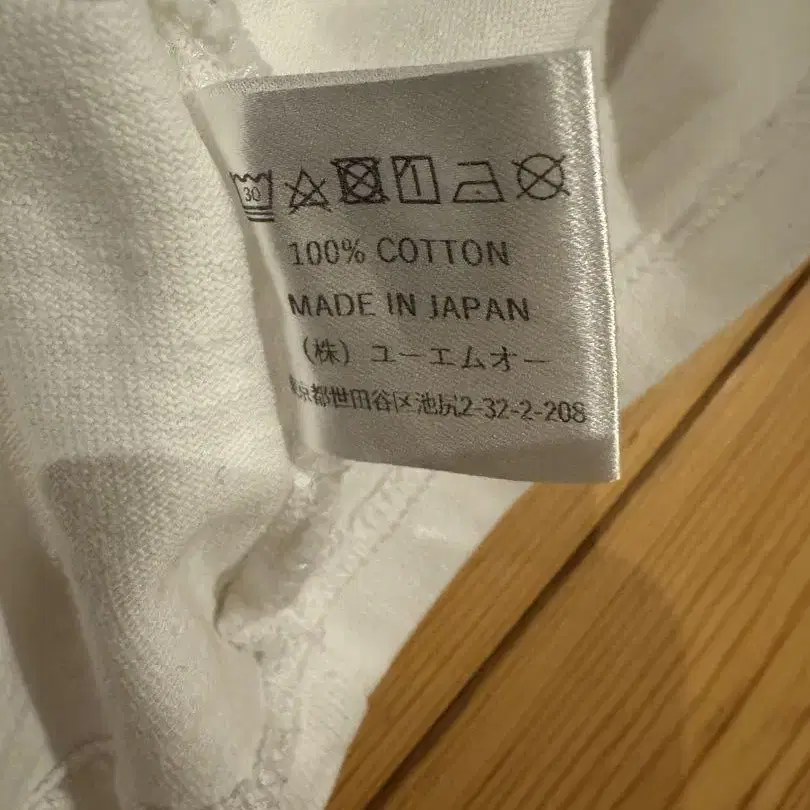 30
100% COTTON
MADE IN JAPAN
（株）ユーエムオー
東京都世田谷区池尻2-32-2-208